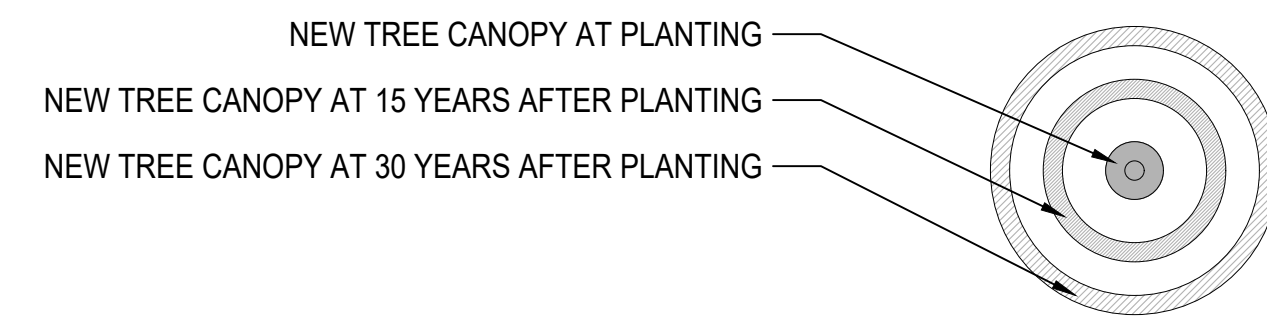 NEW TREE CANOPY AT PLANTING
NEW TREE CANOPY AT 15 YEARS AFTER PLANTING
NEW TREE CANOPY AT 30 YEARS AFTER PLANTING